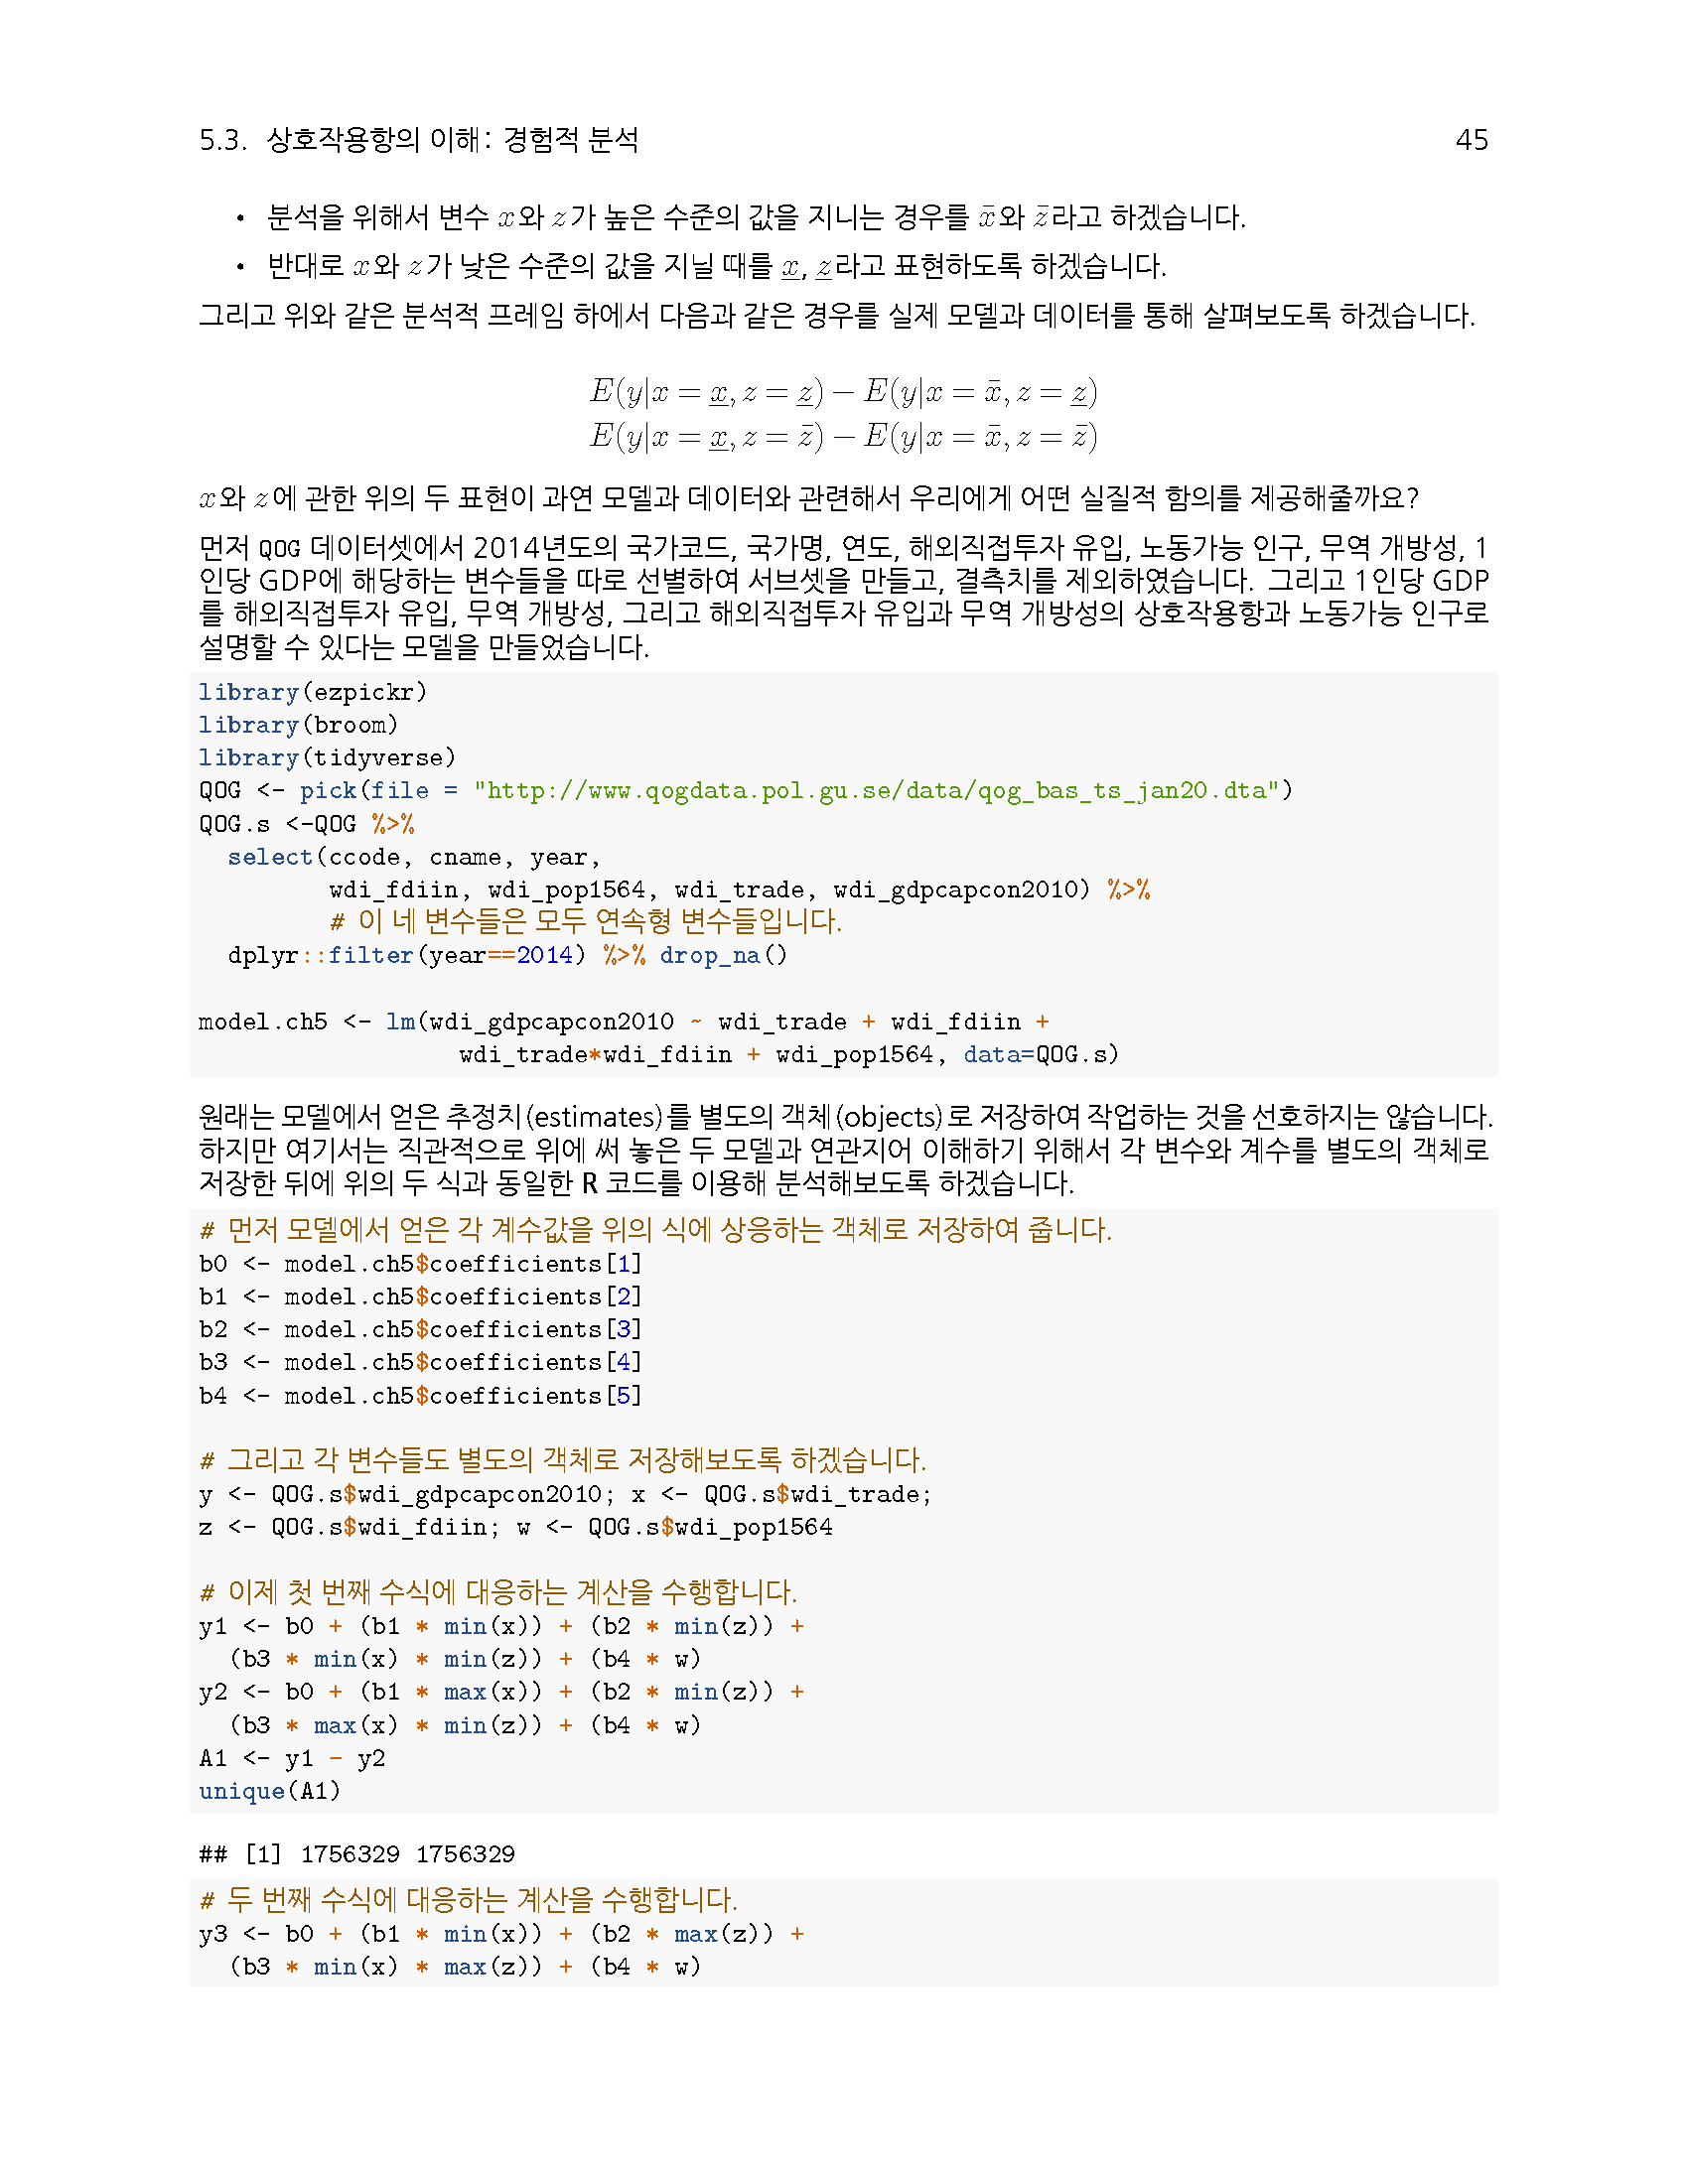 5.3. 상호작용항의 이해: 경험적 분석 45
• 분석을 위해서 변수 x와 z가 높은 수준의 값을 지니는 경우를 x̄와 z̄라고 하겠습니다.
• 반대로 x와 z가 낮은 수준의 값을 지닐 때를 x̲, z̲라고 표현하도록 하겠습니다.
그리고 위와 같은 분석적 프레임 하에서 다음과 같은 경우를 실제 모델과 데이터를 통해 살펴보도록 하겠습니다.
E(y|x = x̲, z = z̲) − E(y|x = x̄, z = z̲)
E(y|x = x̲, z = z̄) − E(y|x = x̄, z = z̄)
x와 z에 관한 위의 두 표현이 과연 모델과 데이터와 관련해서 우리에게 어떤 실질적 함의를 제공해줄까요?
먼저 QOG 데이터셋에서 2014년도의 국가코드, 국가명, 연도, 해외직접투자 유입, 노동가능 인구, 무역 개방성, 1
인당 GDP에 해당하는 변수들을 따로 선별하여 서브셋을 만들고, 결측치를 제외하였습니다. 그리고 1인당 GDP
를 해외직접투자 유입, 무역 개방성, 그리고 해외직접투자 유입과 무역 개방성의 상호작용항과 노동가능 인구로
설명할 수 있다는 모델을 만들었습니다.
library(ezpickr)
library(broom)
library(tidyverse)
QOG <- pick(file = "http://www.qogdata.pol.gu.se/data/qog_bas_ts_jan20.dta")
QOG.s <-QOG %>%
  select(ccode, cname, year,
         wdi_fdiin, wdi_pop1564, wdi_trade, wdi_gdpcapcon2010) %>%
         # 이 네 변수들은 모두 연속형 변수들입니다.
  dplyr::filter(year==2014) %>% drop_na()
model.ch5 <- lm(wdi_gdpcapcon2010 ~ wdi_trade + wdi_fdiin +
                  wdi_trade*wdi_fdiin + wdi_pop1564, data=QOG.s)
원래는 모델에서 얻은 추정치(estimates)를 별도의 객체(objects)로 저장하여 작업하는 것을 선호하지는 않습니다.
하지만 여기서는 직관적으로 위에 써 놓은 두 모델과 연관지어 이해하기 위해서 각 변수와 계수를 별도의 객체로
저장한 뒤에 위의 두 식과 동일한 R 코드를 이용해 분석해보도록 하겠습니다.
# 먼저 모델에서 얻은 각 계수값을 위의 식에 상응하는 객체로 저장하여 줍니다.
b0 <- model.ch5$coefficients[1]
b1 <- model.ch5$coefficients[2]
b2 <- model.ch5$coefficients[3]
b3 <- model.ch5$coefficients[4]
b4 <- model.ch5$coefficients[5]
# 그리고 각 변수들도 별도의 객체로 저장해보도록 하겠습니다.
y <- QOG.s$wdi_gdpcapcon2010; x <- QOG.s$wdi_trade;
z <- QOG.s$wdi_fdiin; w <- QOG.s$wdi_pop1564
# 이제 첫 번째 수식에 대응하는 계산을 수행합니다.
y1 <- b0 + (b1 * min(x)) + (b2 * min(z)) +
  (b3 * min(x) * min(z)) + (b4 * w)
y2 <- b0 + (b1 * max(x)) + (b2 * min(z)) +
  (b3 * max(x) * min(z)) + (b4 * w)
A1 <- y1 - y2
unique(A1)
## [1] 1756329 1756329
# 두 번째 수식에 대응하는 계산을 수행합니다.
y3 <- b0 + (b1 * min(x)) + (b2 * max(z)) +
  (b3 * min(x) * max(z)) + (b4 * w)